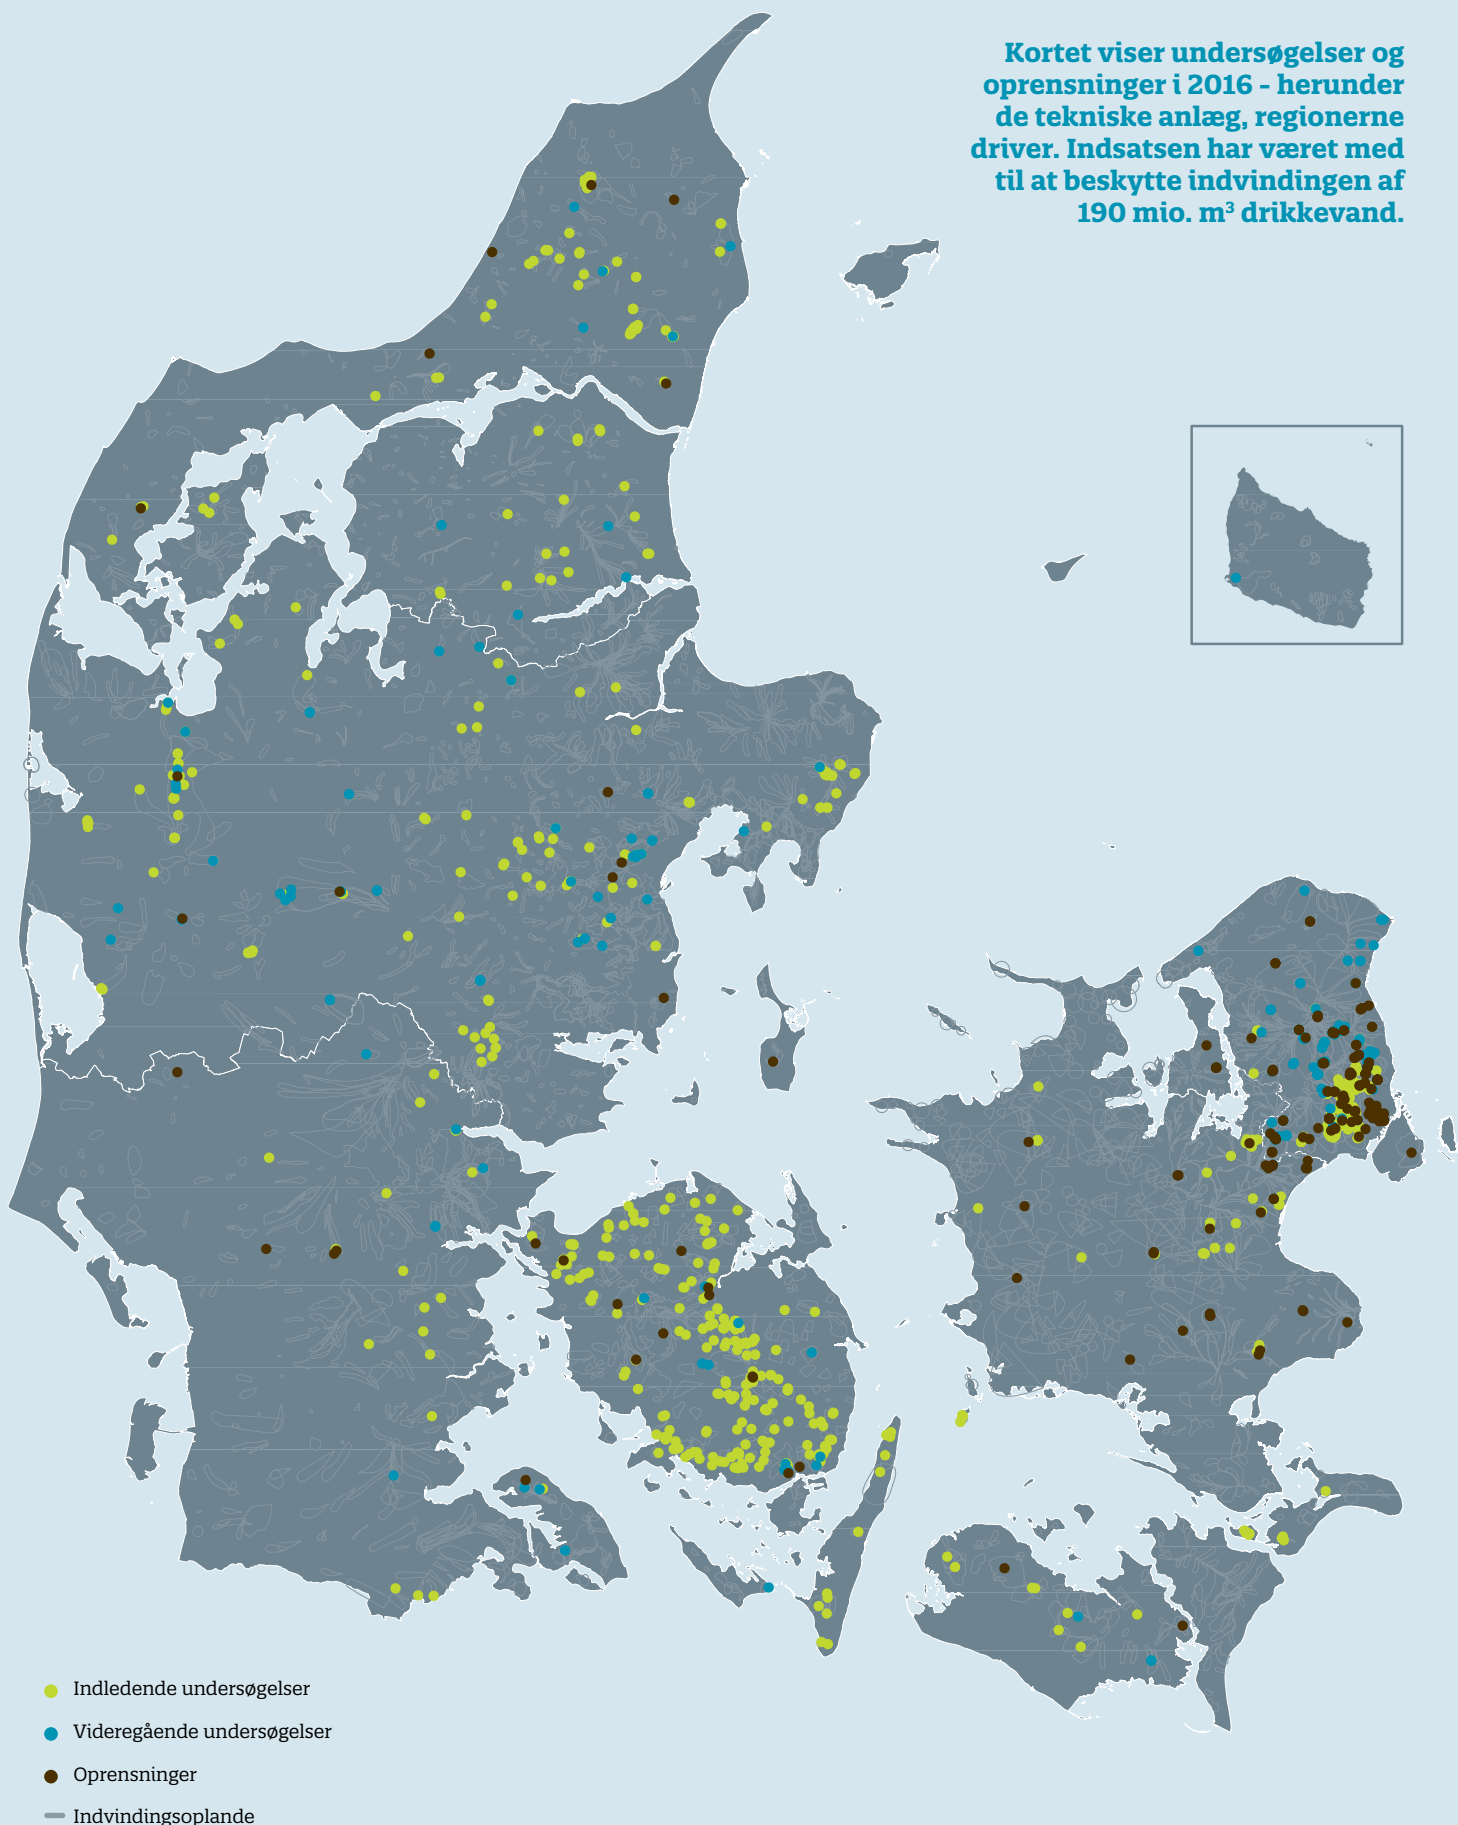 Kortet viser undersøgelser og
oprensninger i 2016 - herunder
de tekniske anlæg, regionerne
driver. Indsatsen har været med
til at beskytte indvindingen af
190 mio. m³ drikkevand.
Indledende undersøgelser
Videregående undersøgelser
Oprensninger
Indvindingsoplande